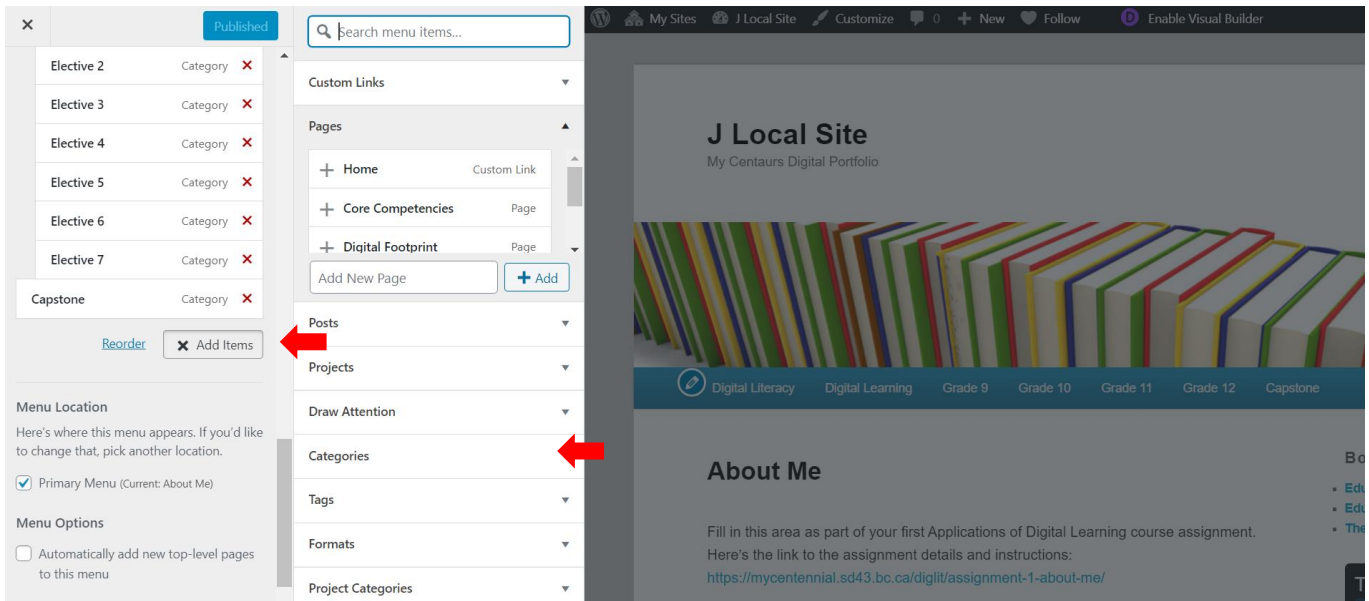 Published
Elective 2 Category
Elective 3 Category
Elective 4 Category
Elective 5 Category
Elective 6 Category
Elective 7 Category
Capstone Category
Reorder Add Items
Menu Location
Here's where this menu appears. If you'd like
to change that, pick another location.
Primary Menu (Current: About Me)
Menu Options
Automatically add new top-level pages
to this menu
Search menu items...
Custom Links
Pages
Home Custom Link
Core Competencies Page
Digital Footprint Page
Add New Page + Add
Posts
Projects
Draw Attention
Categories
Tags
Formats
Project Categories
My Sites J Local Site Customize 0 + New Follow D Enable Visual Builder
J Local Site
My Centaurs Digital Portfolio
Digital Literacy Digital Learning Grade 9 Grade 10 Grade 11 Grade 12 Capstone
About Me
Fill in this area as part of your first Applications of Digital Learning course assignment.
Here's the link to the assignment details and instructions:
https://mycentennial.sd43.bc.ca/diglit/assignment-1-about-me/
Bo
Edu
Edu
The
T